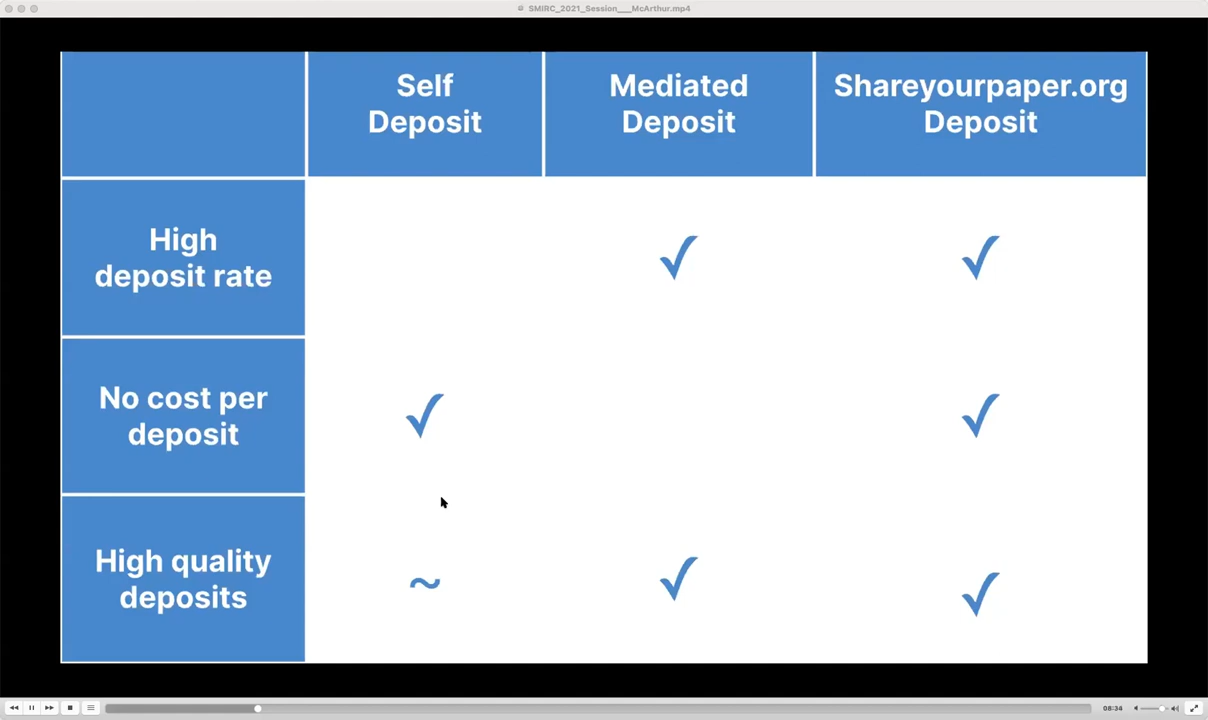 SMIRC_2021_Session___McArthur.mp4
Self
Deposit
Mediated
Deposit
Shareyourpaper.org
Deposit
High
deposit rate
✓ ✓
No cost per
deposit
✓ ✓
High quality
deposits
~ ✓ ✓
08:34